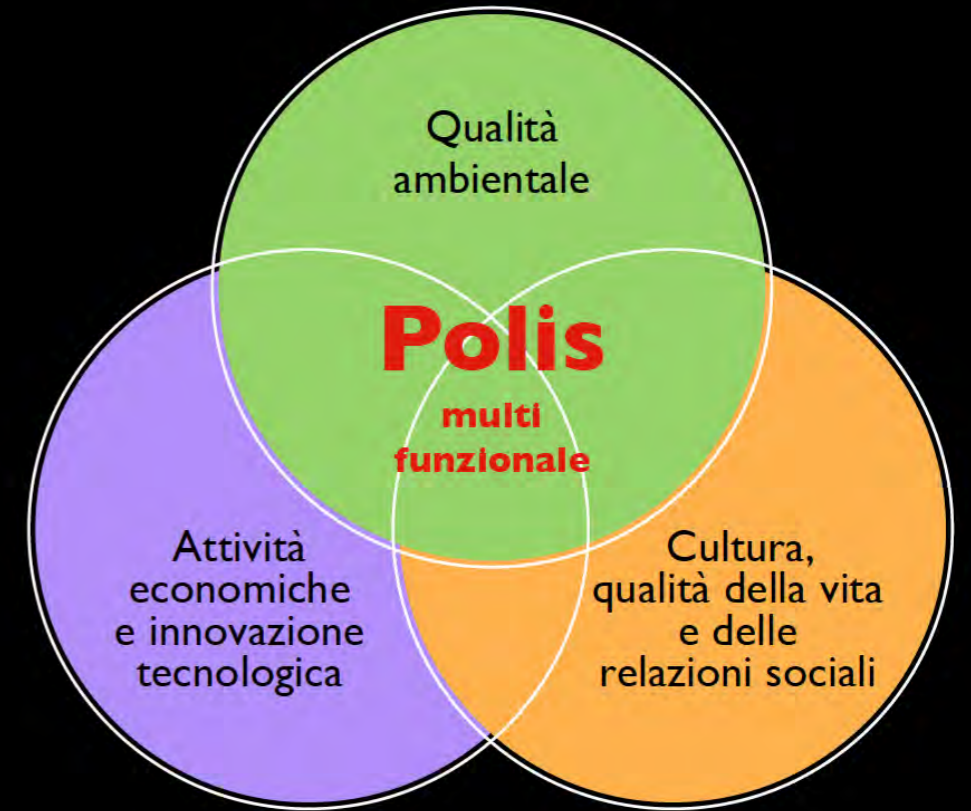 Qualità
ambientale
Polis
multi
funzionale
Attività
economiche
e innovazione
tecnologica
Cultura,
qualità della vita
e delle
relazioni sociali